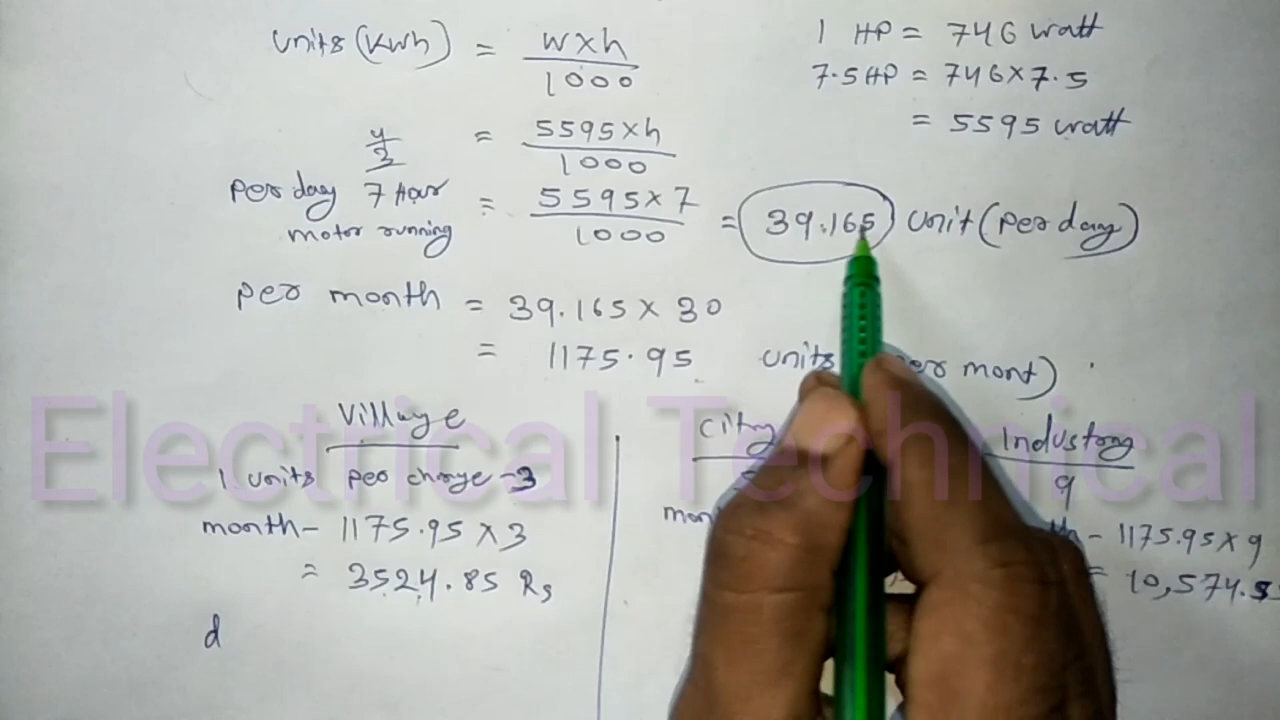 units (kwh) = w x h / 1000
1 HP = 746 watt
7.5 HP = 746 x 7.5
= 5595 watt
= 5595 x h / 1000
per day 7 Hour
motor running = 5595 x 7 / 1000 = 39.165 unit (per day)
per month = 39.165 x 30
= 1175.95 units per mont)
Electrical Technical
Village
1 units per charge - 3
month - 1175.95 x 3
= 3524.85 Rs
d
city
5
mon
Industry
9
- 1175.95 x 9
= 10,574.